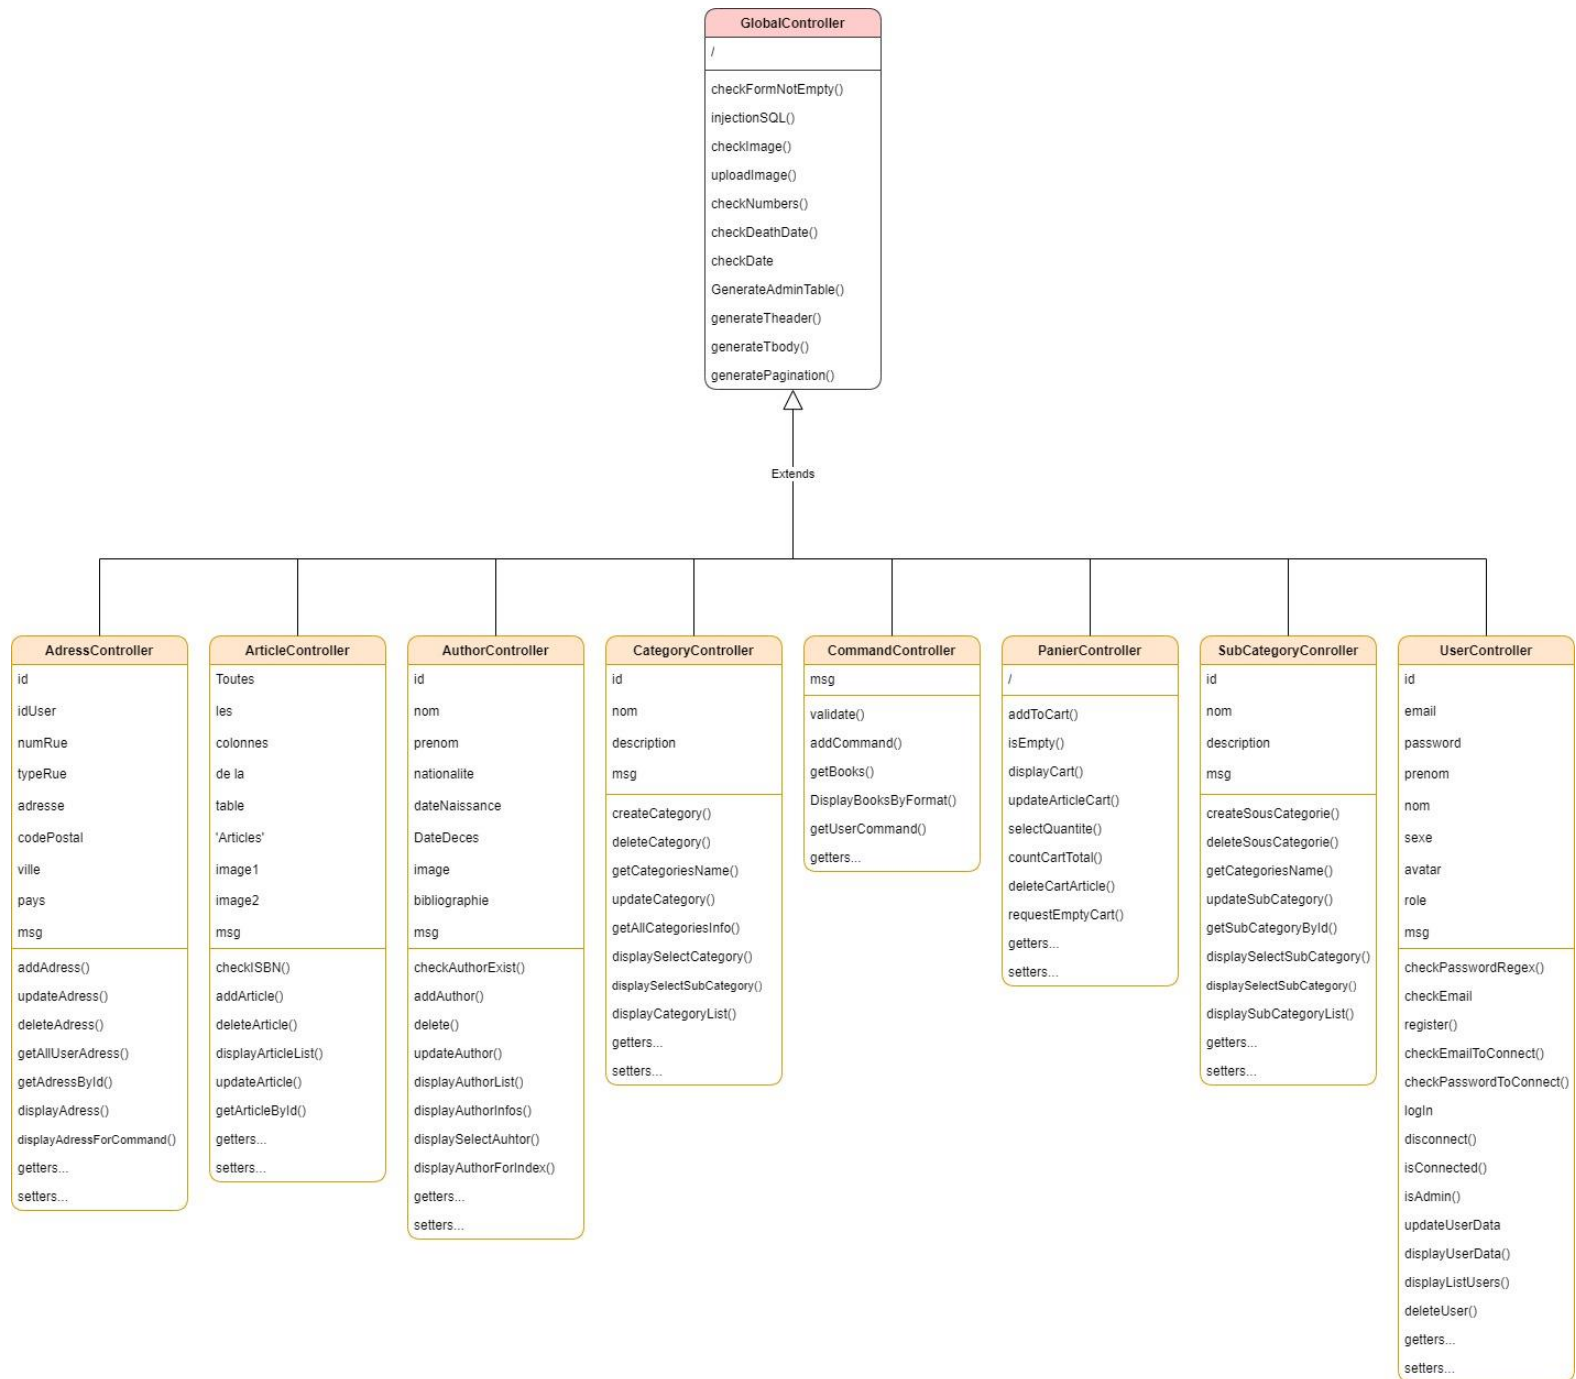 GlobalController
/
checkFormNotEmpty()
injectionSQL()
checkImage()
uploadImage()
checkNumbers()
checkDeathDate()
checkDate
GenerateAdminTable()
generateTheader()
generateTbody()
generatePagination()
Extends
AdressController
id
idUser
numRue
typeRue
adresse
codePostal
ville
pays
msg
addAdress()
updateAdress()
deleteAdress()
getAllUserAdress()
getAdressById()
displayAdress()
displayAdressForCommand()
getters...
setters...
ArticleController
Toutes
les
colonnes
de la
table
'Articles'
image1
image2
msg
checkISBN()
addArticle()
deleteArticle()
displayArticleList()
updateArticle()
getArticleById()
getters...
setters...
AuthorController
id
nom
prenom
nationalite
dateNaissance
DateDeces
image
bibliographie
msg
checkAuthorExist()
addAuthor()
delete()
updateAuthor()
displayAuthorList()
displayAuthorInfos()
displaySelectAuhtor()
displayAuthorForIndex()
getters...
setters...
CategoryController
id
nom
description
msg
createCategory()
deleteCategory()
getCategoriesName()
updateCategory()
getAllCategoriesInfo()
displaySelectCategory()
displaySelectSubCategory()
displayCategoryList()
getters...
setters...
CommandController
msg
validate()
addCommand()
getBooks()
DisplayBooksByFormat()
getUserCommand()
getters...
PanierController
/
addToCart()
isEmpty()
displayCart()
updateArticleCart()
selectQuantite()
countCartTotal()
deleteCartArticle()
requestEmptyCart()
getters...
setters...
SubCategoryConroller
id
nom
description
msg
createSousCategorie()
deleteSousCategorie()
getCategoriesName()
updateSubCategory()
getSubCategoryById()
displaySelectSubCategory()
displaySelectSubCategory()
displaySubCategoryList()
getters...
setters...
UserController
id
email
password
prenom
nom
sexe
avatar
role
msg
checkPasswordRegex()
checkEmail
register()
checkEmailToConnect()
checkPasswordToConnect()
logIn
disconnect()
isConnected()
isAdmin()
updateUserData
displayUserData()
displayListUsers()
deleteUser()
getters...
setters...